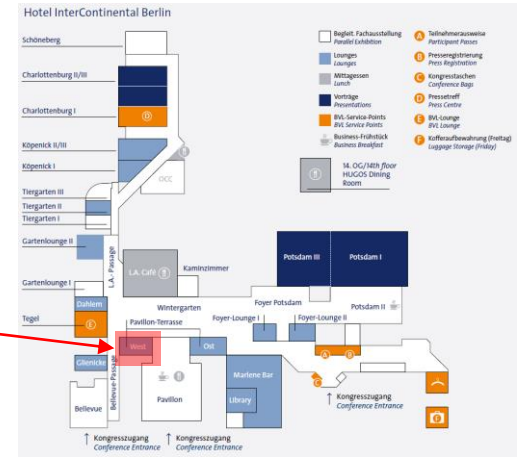 Hotel InterContinental Berlin
Schöneberg
Charlottenburg II/III
Charlottenburg I
D
Köpenick II/III
Köpenick I
OCC
Tiergarten III
Tiergarten II
Tiergarten I
Gartenlounge II
L.A.- Passage
L.A. Café
Kaminzimmer
Gartenlounge I
Dahlem
Tegel
E
Wintergarten
Pavillon-Terrasse
West
Ost
Glienicke
Bellevue-Passage
Bellevue
Pavillon
Marlene Bar
Library
Foyer Potsdam
Foyer-Lounge I
Foyer-Lounge II
Potsdam III
Potsdam I
Potsdam II
A
B
C
F
Kongresszugang
Conference Entrance
Kongresszugang
Conference Entrance
Kongresszugang
Conference Entrance
Begleit. Fachausstellung
Parallel Exhibition
Lounges
Lounges
Mittagessen
Lunch
Vorträge
Presentations
BVL-Service-Points
BVL Service Points
Business-Frühstück
Business Breakfast
A Teilnehmerausweise
Participant Passes
B Presseregistrierung
Press Registration
C Kongresstaschen
Conference Bags
D Pressetreff
Press Centre
E BVL-Lounge
BVL Lounge
F Kofferaufbewahrung (Freitag)
Luggage Storage (Friday)
14. OG/14th floor
HUGOS Dining
Room